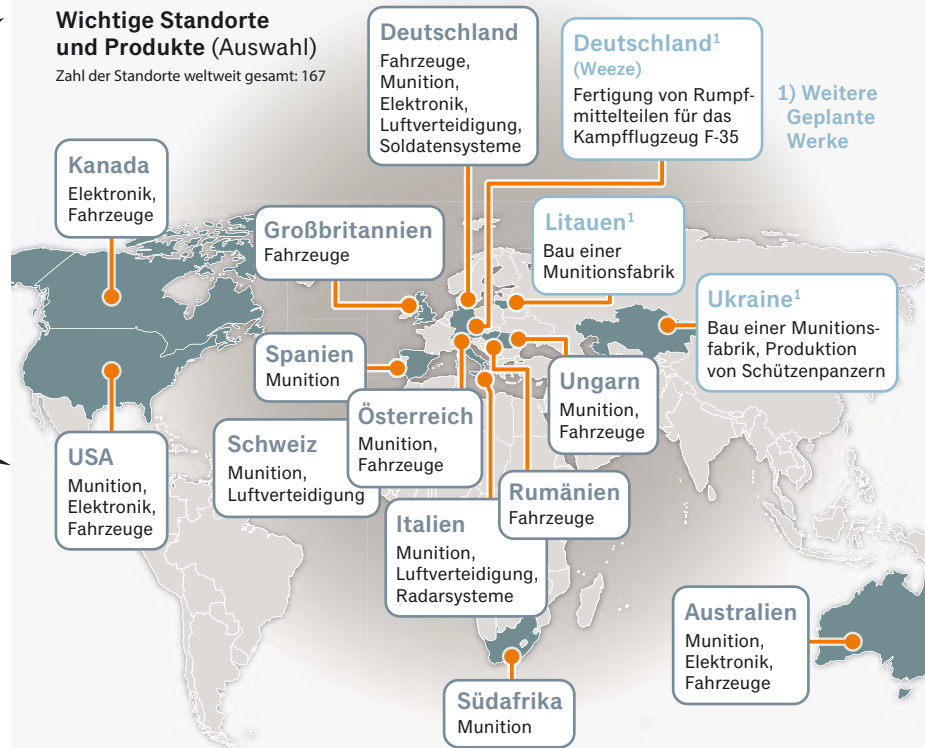 Wichtige Standorte
und Produkte (Auswahl)
Zahl der Standorte weltweit gesamt: 167
Deutschland
Fahrzeuge,
Munition,
Elektronik,
Luftverteidigung,
Soldatensysteme
Deutschland¹
(Weeze)
Fertigung von Rumpf-
mittelteilen für das
Kampfflugzeug F-35
1) Weitere
Geplante
Werke
Kanada
Elektronik,
Fahrzeuge
Großbritannien
Fahrzeuge
Litauen¹
Bau einer
Munitionsfabrik
Ukraine¹
Bau einer Munitions-
fabrik, Produktion
von Schützenpanzern
Spanien
Munition
Ungarn
Munition,
Fahrzeuge
Österreich
Munition,
Fahrzeuge
Schweiz
Munition,
Luftverteidigung
USA
Munition,
Elektronik,
Fahrzeuge
Rumänien
Fahrzeuge
Italien
Munition,
Luftverteidigung,
Radarsysteme
Australien
Munition,
Elektronik,
Fahrzeuge
Südafrika
Munition